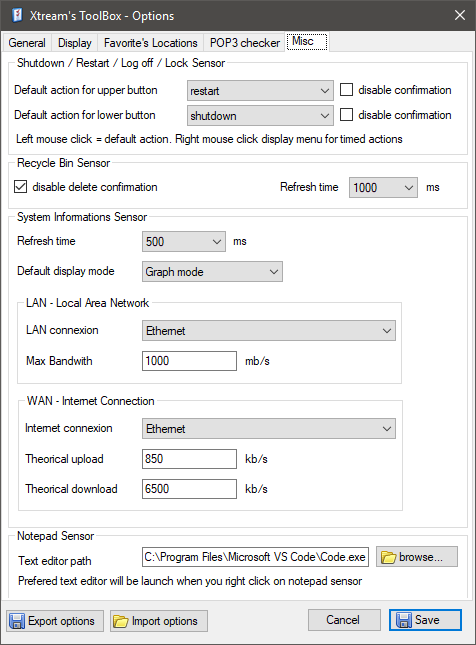 Xtream's ToolBox - Options
General Display Favorite's Locations POP3 checker Misc
Shutdown / Restart / Log off / Lock Sensor
Default action for upper button restart disable confirmation
Default action for lower button shutdown disable confirmation
Left mouse click = default action. Right mouse click display menu for timed actions
Recycle Bin Sensor
disable delete confirmation Refresh time 1000 ms
System Informations Sensor
Refresh time 500 ms
Default display mode Graph mode
LAN - Local Area Network
LAN connexion Ethernet
Max Bandwith 1000 mb/s
WAN - Internet Connection
Internet connexion Ethernet
Theorical upload 850 kb/s
Theorical download 6500 kb/s
Notepad Sensor
Text editor path C:\Program Files\Microsoft VS Code\Code.exe browse...
Prefered text editor will be launch when you right click on notepad sensor
Export options Import options Cancel Save